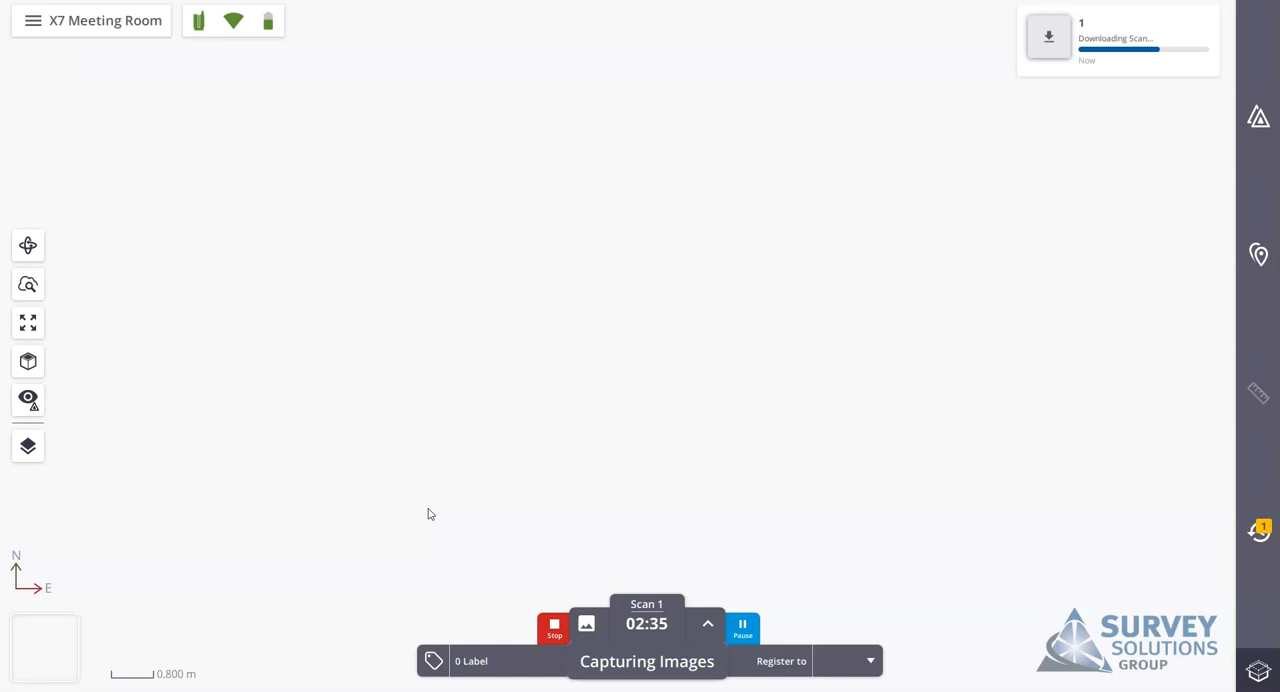 X7 Meeting Room
1
Downloading Scan...
Now
1
N
E
0.800 m
Scan 1
02:35
Stop
Pause
0 Label
Capturing Images
Register to
SURVEY
SOLUTIONS
GROUP